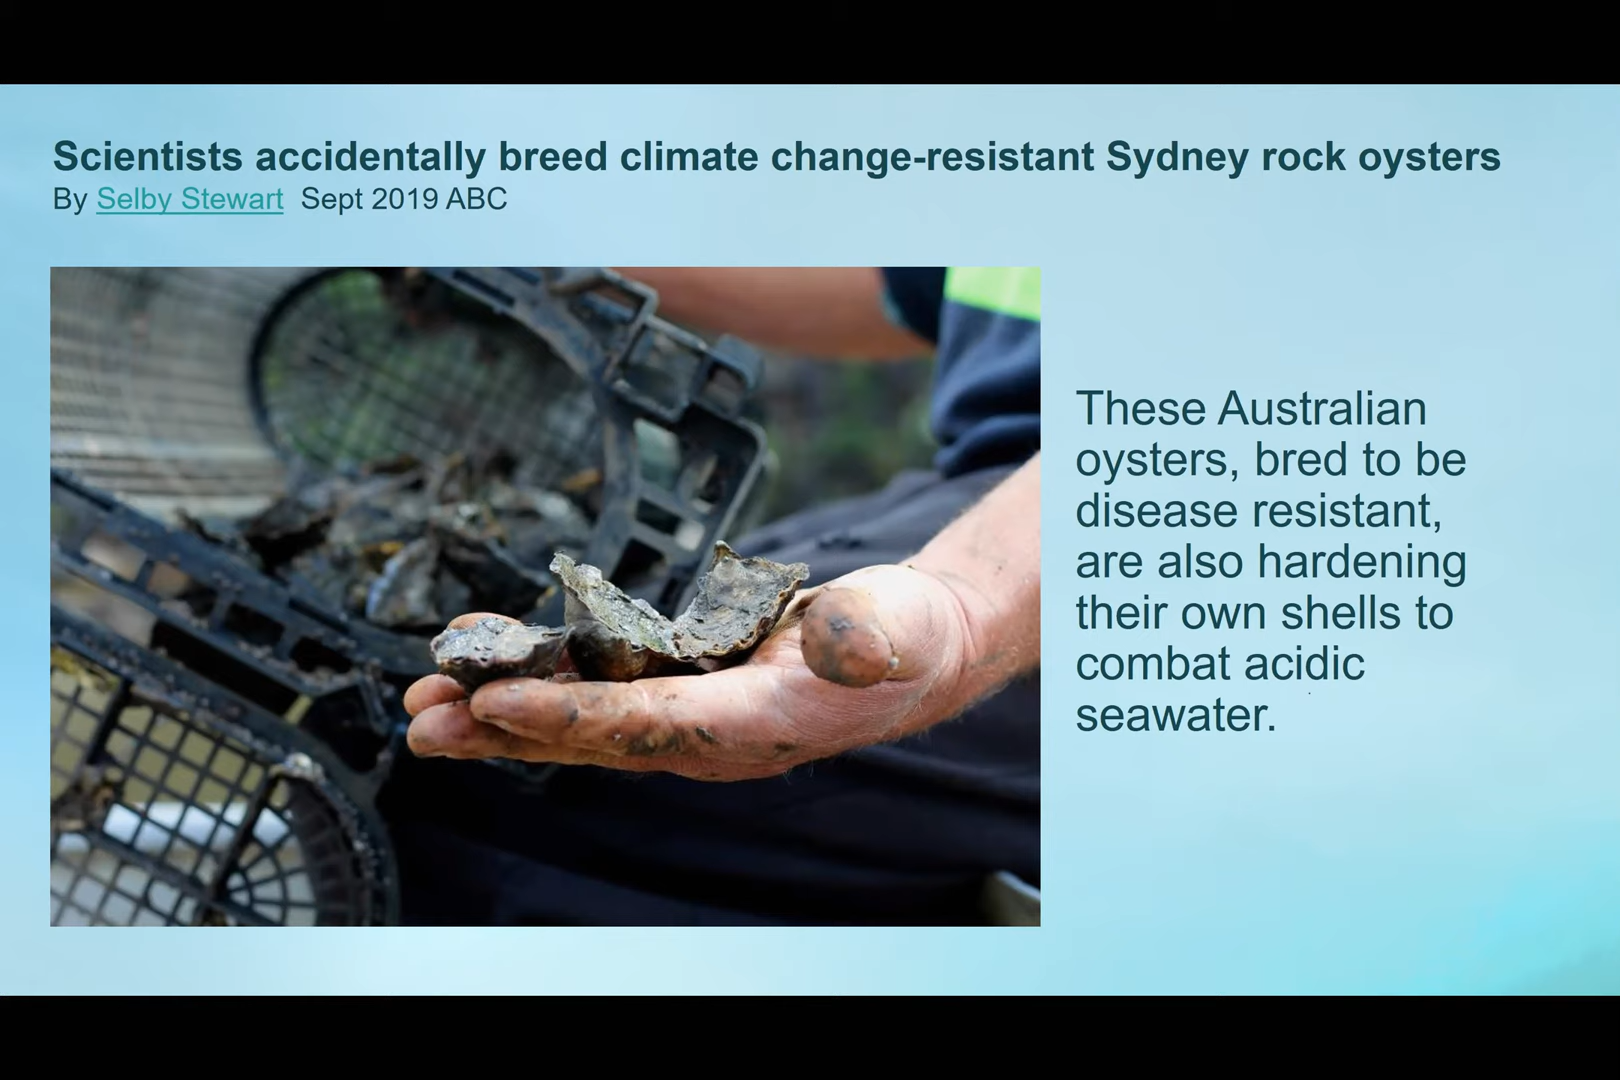 Scientists accidentally breed climate change-resistant Sydney rock oysters
By Selby Stewart  Sept 2019 ABC
These Australian
oysters, bred to be
disease resistant,
are also hardening
their own shells to
combat acidic
seawater.